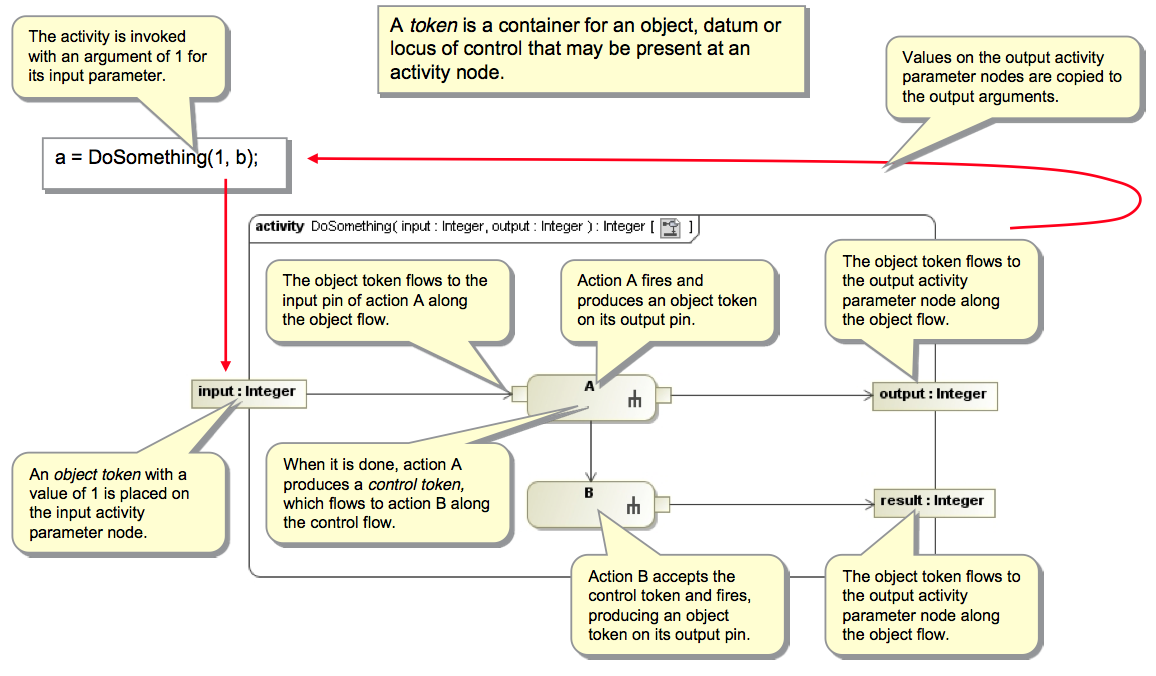 The activity is invoked
with an argument of 1 for
its input parameter.
A token is a container for an object, datum or
locus of control that may be present at an
activity node.
Values on the output activity
parameter nodes are copied to
the output arguments.
a = DoSomething(1, b);
activity DoSomething( input : Integer, output : Integer ) : Integer [ ]
The object token flows to the
input pin of action A along
the object flow.
Action A fires and
produces an object token
on its output pin.
The object token flows to
the output activity
parameter node along
the object flow.
input : Integer
A
output : Integer
An object token with a
value of 1 is placed on
the input activity
parameter node.
When it is done, action A
produces a control token,
which flows to action B along
the control flow.
B
result : Integer
Action B accepts the
control token and fires,
producing an object
token on its output pin.
The object token flows to
the output activity
parameter node along
the object flow.